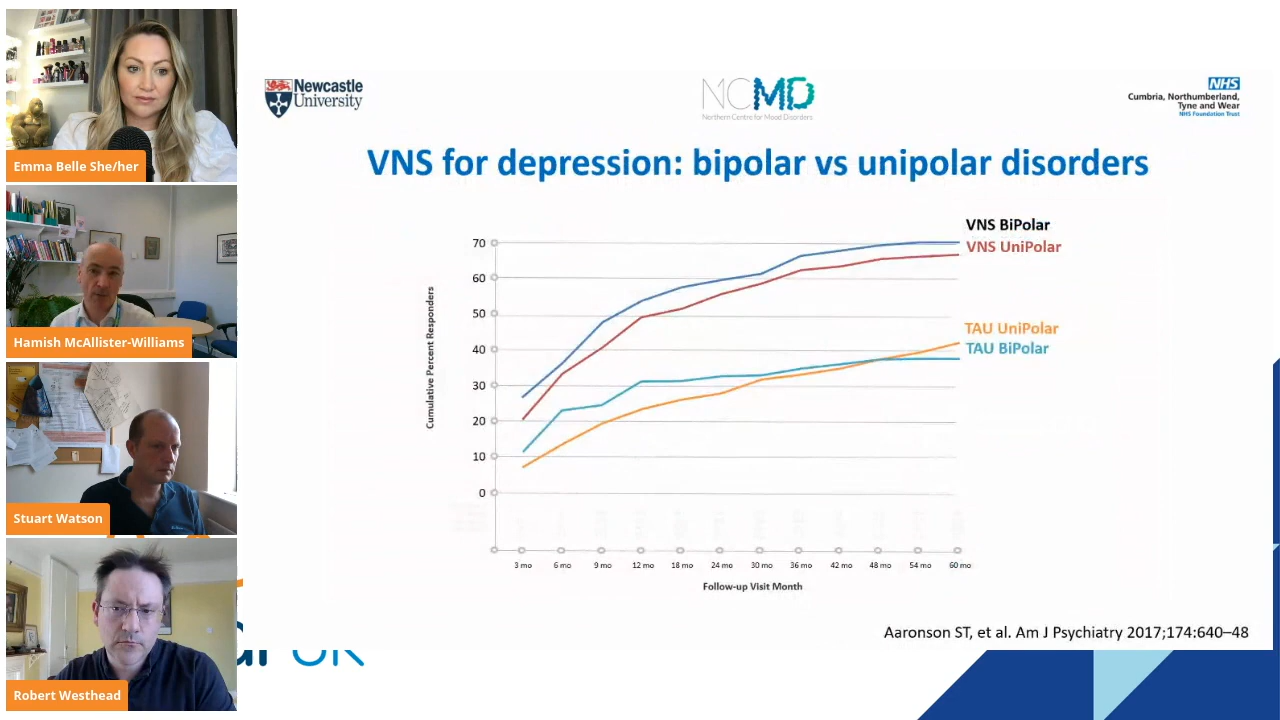 Emma Belle She/her
Hamish McAllister-Williams
Stuart Watson
Robert Westhead
Newcastle
University
NCMD
Northern Centre for Mood Disorders
NHS
Cumbria, Northumberland,
Tyne and Wear
NHS Foundation Trust
VNS for depression: bipolar vs unipolar disorders
VNS BiPolar
VNS UniPolar
TAU UniPolar
TAU BiPolar
Cumulative Percent Responders
70
60
50
40
30
20
10
0
3 mo 6 mo 9 mo 12 mo 18 mo 24 mo 30 mo 36 mo 42 mo 48 mo 54 mo 60 mo
Follow-up Visit Month
Aaronson ST, et al. Am J Psychiatry 2017;174:640–48
UK